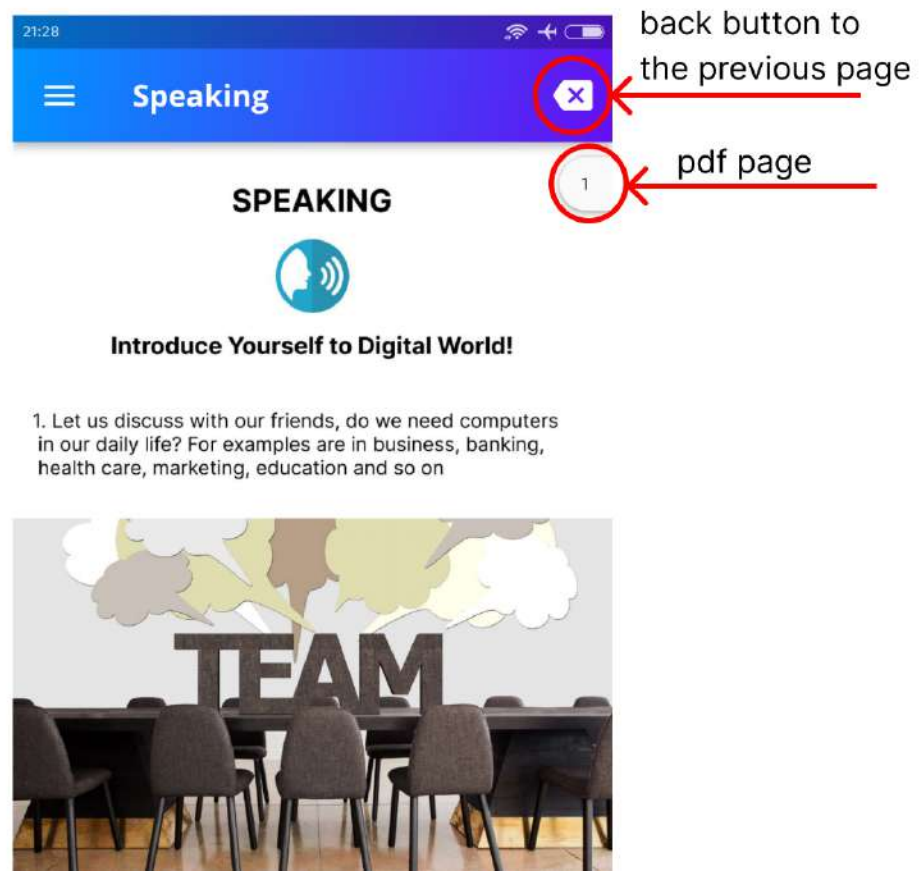 21:28
back button to
the previous page
Speaking
pdf page
1
SPEAKING
Introduce Yourself to Digital World!
1. Let us discuss with our friends, do we need computers
in our daily life? For examples are in business, banking,
health care, marketing, education and so on
TEAM